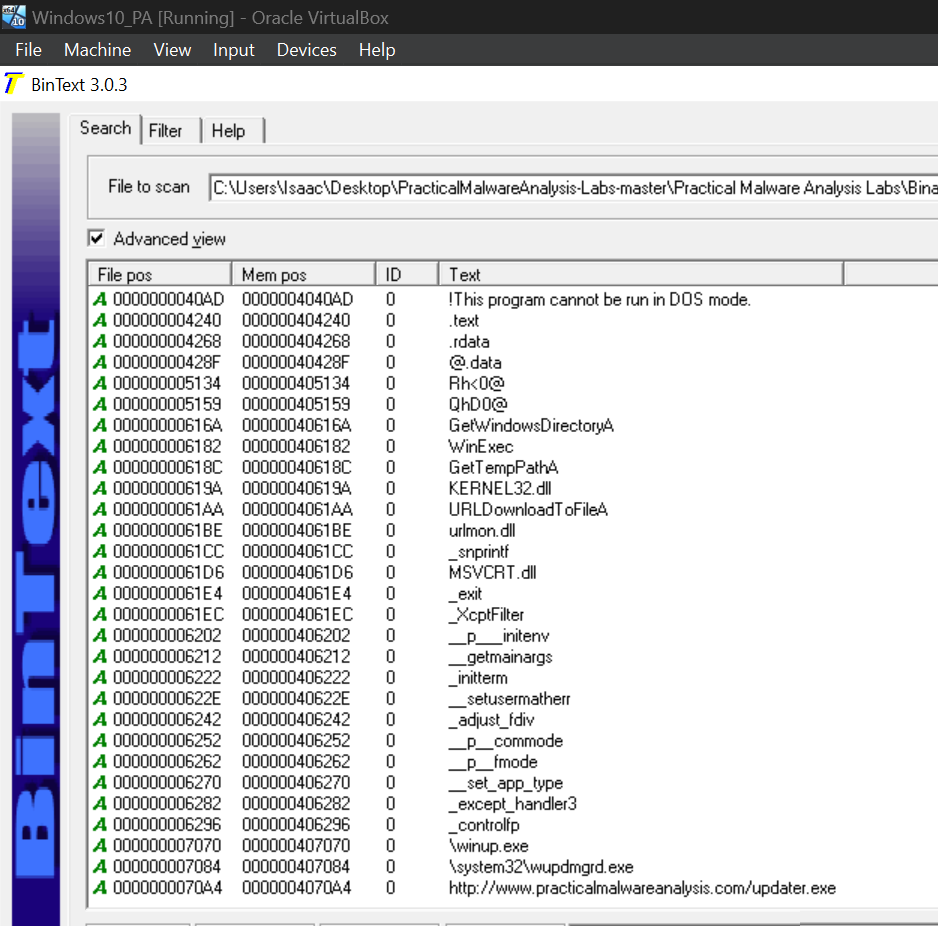 Windows10_PA [Running] - Oracle VirtualBox
File Machine View Input Devices Help
BinText 3.0.3
Search Filter Help
File to scan C:\Users\Isaac\Desktop\PracticalMalwareAnalysis-Labs-master\Practical Malware Analysis Labs\Bina
Advanced view
File pos Mem pos ID Text
A 0000000040AD 0000004040AD 0 !This program cannot be run in DOS mode.
A 000000004240 000000404240 0 .text
A 000000004268 000000404268 0 .rdata
A 00000000428F 00000040428F 0 @.data
A 000000005134 000000405134 0 Rh<0@
A 000000005159 000000405159 0 QhD0@
A 00000000616A 00000040616A 0 GetWindowsDirectoryA
A 000000006182 000000406182 0 WinExec
A 00000000618C 00000040618C 0 GetTempPathA
A 00000000619A 00000040619A 0 KERNEL32.dll
A 0000000061AA 0000004061AA 0 URLDownloadToFileA
A 0000000061BE 0000004061BE 0 urlmon.dll
A 0000000061CC 0000004061CC 0 _snprintf
A 0000000061D6 0000004061D6 0 MSVCRT.dll
A 0000000061E4 0000004061E4 0 _exit
A 0000000061EC 0000004061EC 0 _XcptFilter
A 000000006202 000000406202 0 __p___initenv
A 000000006212 000000406212 0 __getmainargs
A 000000006222 000000406222 0 _initterm
A 00000000622E 00000040622E 0 __setusermatherr
A 000000006242 000000406242 0 _adjust_fdiv
A 000000006252 000000406252 0 __p__commode
A 000000006262 000000406262 0 __p__fmode
A 000000006270 000000406270 0 __set_app_type
A 000000006282 000000406282 0 _except_handler3
A 000000006296 000000406296 0 _controlfp
A 000000007070 000000407070 0 \winup.exe
A 000000007084 000000407084 0 \system32\wupdmgrd.exe
A 0000000070A4 0000004070A4 0 http://www.practicalmalwareanalysis.com/updater.exe
BinText